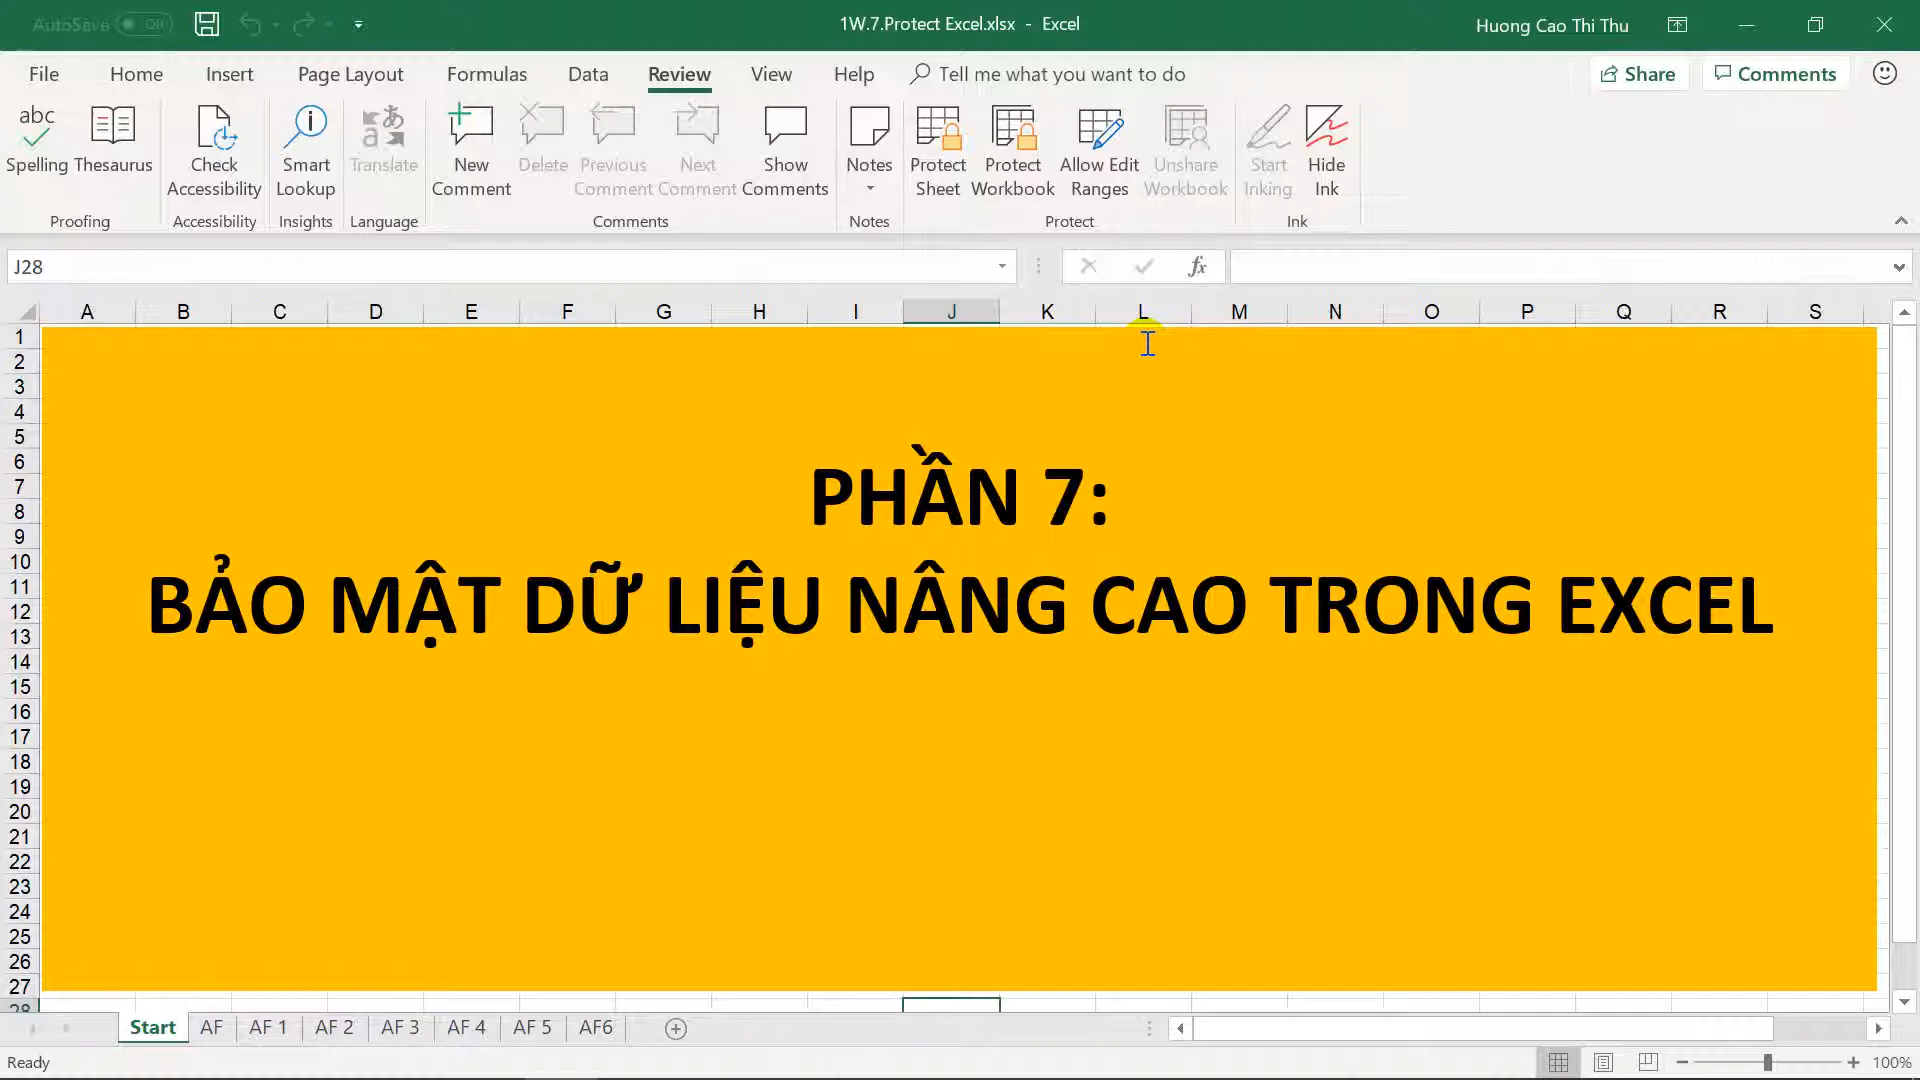 AutoSave Off
1W.7.Protect Excel.xlsx - Excel
Huong Cao Thi Thu
File Home Insert Page Layout Formulas Data Review View Help Tell me what you want to do Share Comments
abc
Spelling Thesaurus Check Accessibility Smart Lookup Translate New Comment Delete Previous Comment Next Comment Show Comments Notes Protect Sheet Protect Workbook Allow Edit Ranges Unshare Workbook Start Inking Hide Ink
Proofing Accessibility Insights Language Comments Notes Protect Ink
J28 fx
A B C D E F G H I J K L M N O P Q R S
1
2
3
4
5
6
7
8
9
10
11
12
13
14
15
16
17
18
19
20
21
22
23
24
25
26
27
28
PHẦN 7:
BẢO MẬT DỮ LIỆU NÂNG CAO TRONG EXCEL
Start AF AF 1 AF 2 AF 3 AF 4 AF 5 AF6
Ready 100%